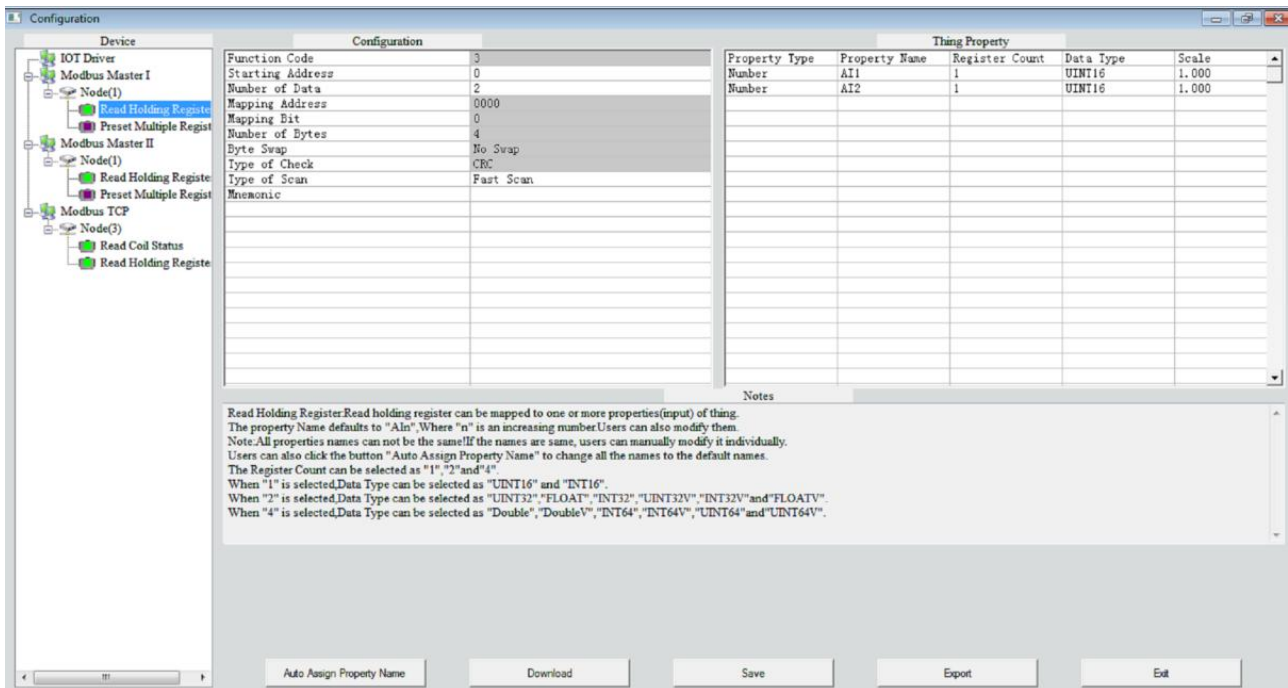 Configuration
Device
IOT Driver
Modbus Master I
Node(1)
Read Holding Registe
Preset Multiple Regist
Modbus Master II
Node(1)
Read Holding Registe
Preset Multiple Regist
Modbus TCP
Node(3)
Read Coil Status
Read Holding Registe
Configuration
Function Code 3
Starting Address 0
Number of Data 2
Mapping Address 0000
Mapping Bit 0
Number of Bytes 4
Byte Swap No Swap
Type of Check CRC
Type of Scan Fast Scan
Mnemonic
Thing Property
Property Type Property Name Register Count Data Type Scale
Number AI1 1 UINT16 1.000
Number AI2 1 UINT16 1.000
Notes
Read Holding Register:Read holding register can be mapped to one or more properties(input) of thing.
The property Name defaults to "AIn",Where "n" is an increasing number.Users can also modify them.
Note:All properties names can not be the same!If the names are same, users can manually modify it individually.
Users can also click the button "Auto Assign Property Name" to change all the names to the default names.
The Register Count can be selected as "1","2"and"4".
When "1" is selected,Data Type can be selected as "UINT16" and "INT16".
When "2" is selected,Data Type can be selected as "UINT32","FLOAT","INT32","UINT32V","INT32V"and"FLOATV".
When "4" is selected,Data Type can be selected as "Double","DoubleV","INT64","INT64V","UINT64"and"UINT64V".
Auto Assign Property Name
Download
Save
Export
Exit